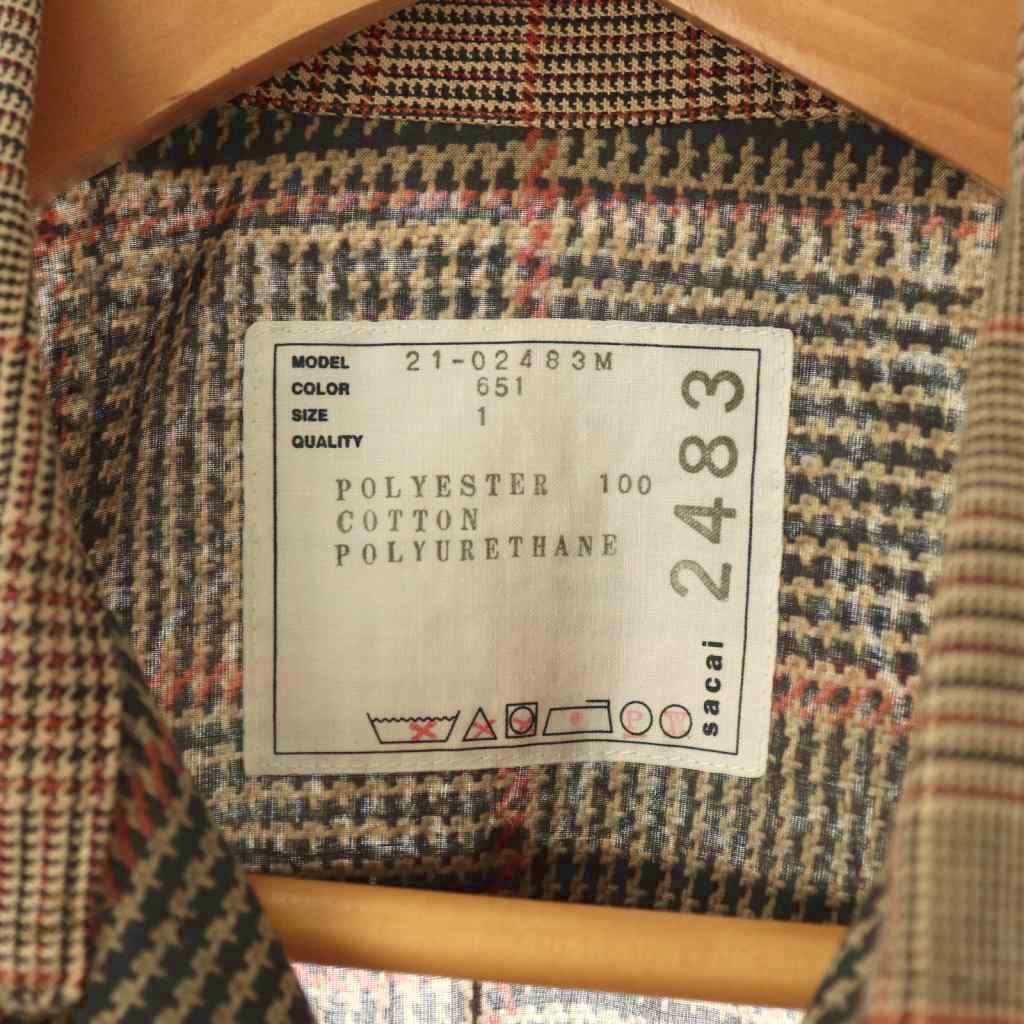 MODEL 21-02483M
COLOR 651
SIZE 1
QUALITY
POLYESTER 100
COTTON
POLYURETHANE
2483
sacai
P W